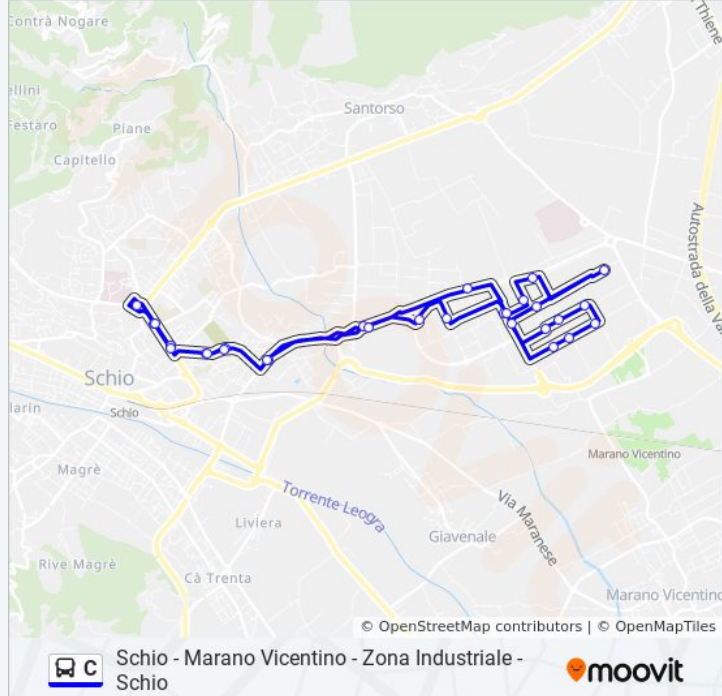 Contrà Nogare
ellini
Festaro
Piane
Capitello
Santorso
a Thiene
Autostrada della Va
Schio
Schio
larin
Magrè
Torrente Leogra
Liviera
Rive Magrè
Cà Trenta
Giavenale
Via Maranese
Marano Vicentino
Marano Vicentino
© OpenStreetMap contributors | © OpenMapTiles
C
Schio - Marano Vicentino - Zona Industriale -
Schio
moovit